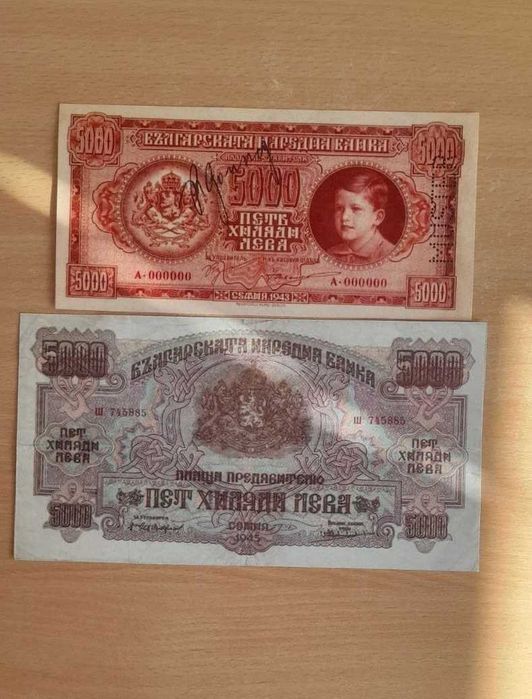 5000 БЪЛГАРСКАТА НАРОДНА БАНКА 5000
5000
ПЕТЬ
ХИЛЯДИ
ЛЕВА
УПРАВИТЕЛЬ
А·000000 А·000000
5000 СОФИЯ 1943 5000
5000 БЪЛГАРСКАТА НАРОДНА БАНКА 5000
Ш 745885 Ш 745885
ПЕТ ПЕТ
ХИЛЯДИ ХИЛЯДИ
ЛЕВА ЛЕВА
ПЛАЩА ПРЕДЯВИТЕЛЮ
ПЕТ ХИЛЯДИ ЛЕВА
СОФИЯ
5000 1945 5000